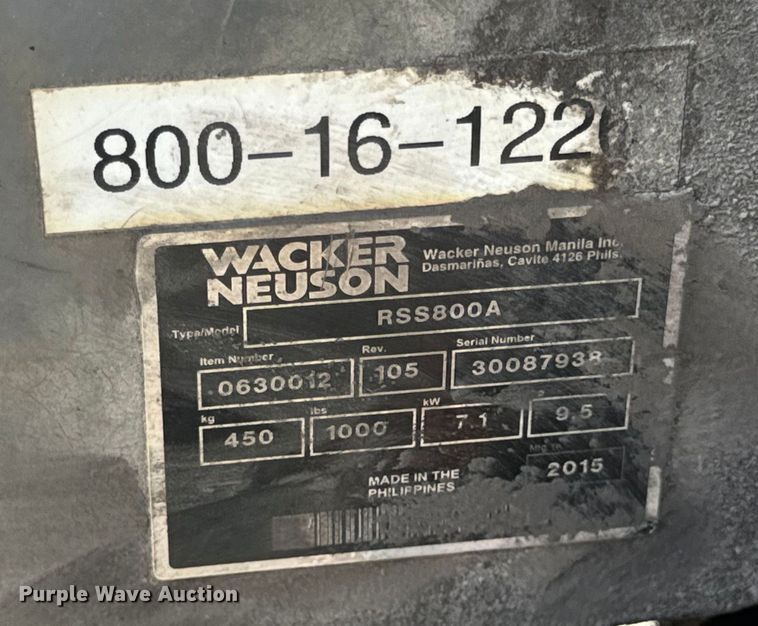 800-16-122
WACKER
NEUSON
Wacker Neuson Manila Inc.
Dasmariñas, Cavite 4126 Phils.
Type/Model RSS800A
Item Number Rev. Serial Number
0630012 105 30087938
kg lbs kW
450 1000 7.1 9.5
MADE IN THE
PHILIPPINES
2015
Purple Wave Auction